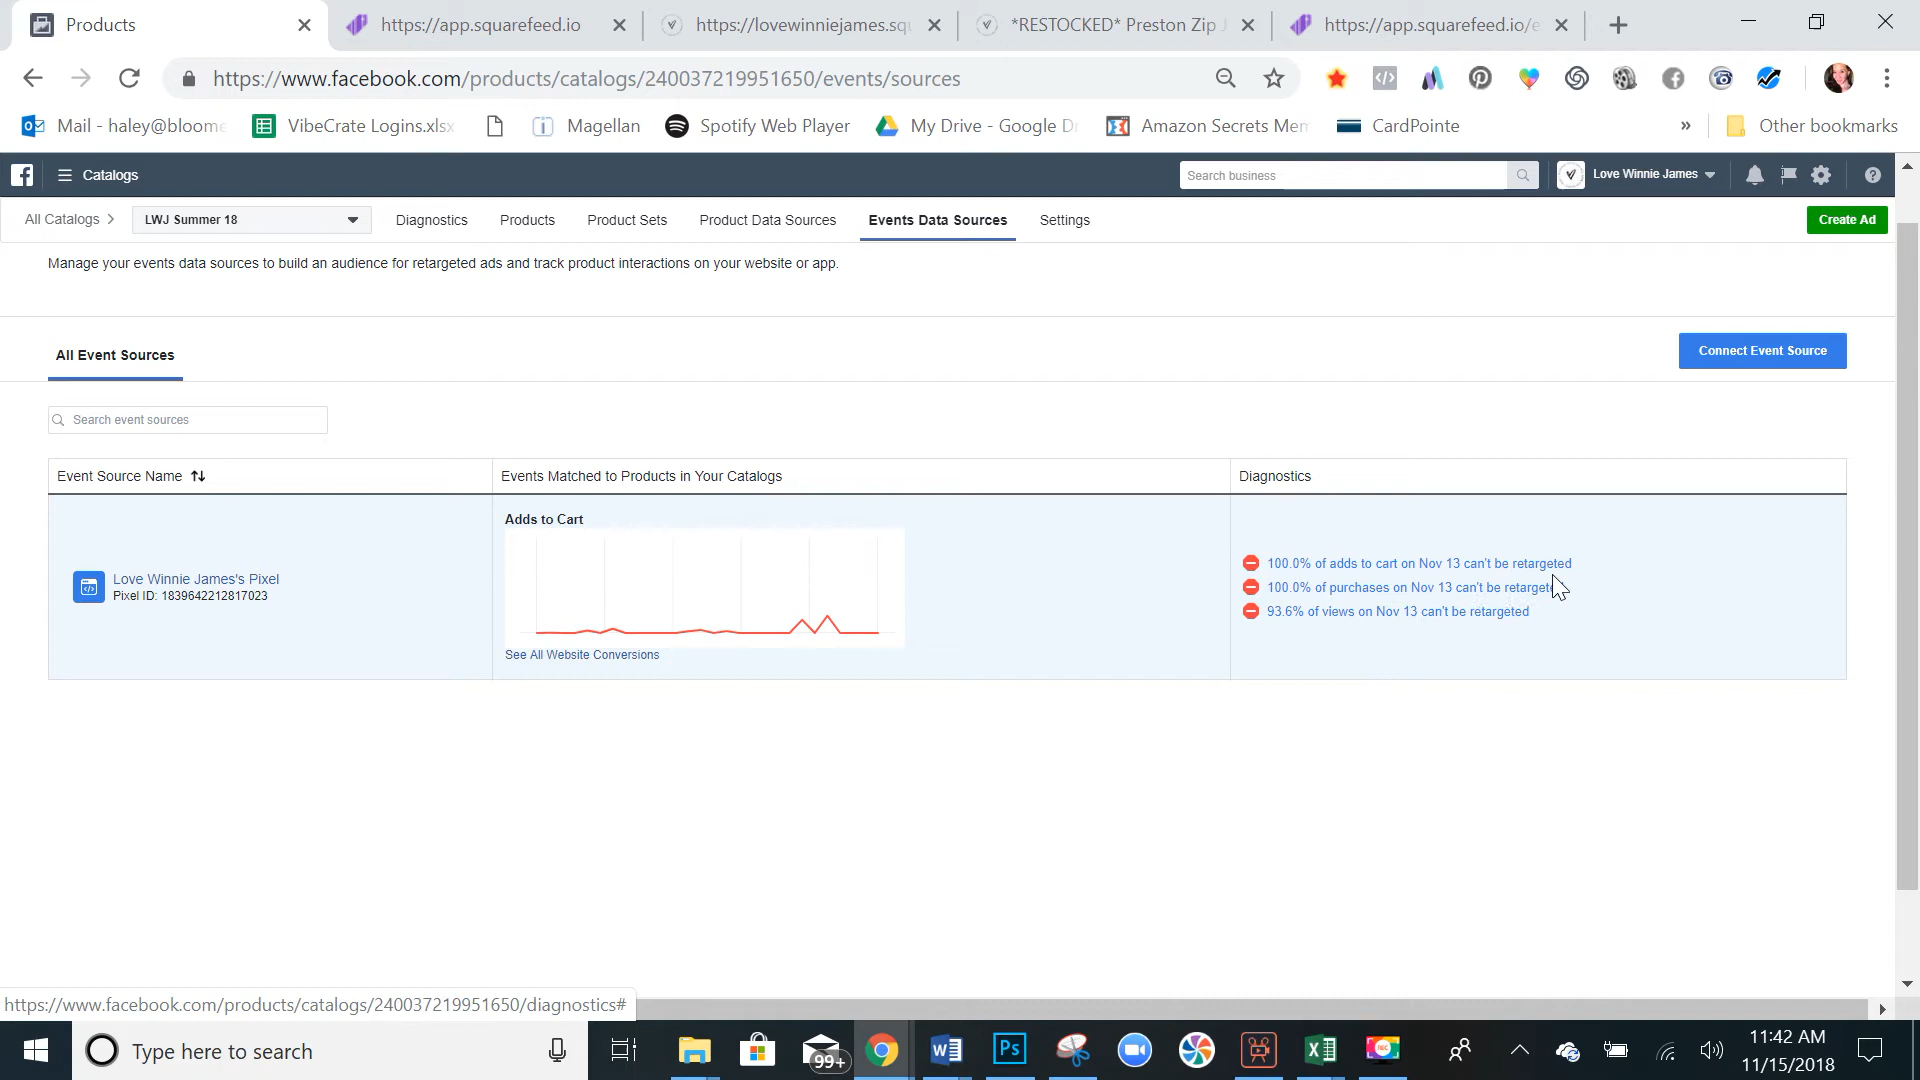 Products
https://app.squarefeed.io
https://lovewinniejames.squ
*RESTOCKED* Preston Zip J
https://app.squarefeed.io/e
https://www.facebook.com/products/catalogs/240037219951650/events/sources
Mail - haley@bloome
VibeCrate Logins.xlsx
Magellan
Spotify Web Player
My Drive - Google Dr
Amazon Secrets Mem
CardPointe
»
Other bookmarks
Catalogs
Search business
Love Winnie James
All Catalogs
LWJ Summer 18
Diagnostics
Products
Product Sets
Product Data Sources
Events Data Sources
Settings
Create Ad
Manage your events data sources to build an audience for retargeted ads and track product interactions on your website or app.
All Event Sources
Connect Event Source
Search event sources
Event Source Name
Events Matched to Products in Your Catalogs
Diagnostics
Adds to Cart
Love Winnie James's Pixel
Pixel ID: 1839642212817023
See All Website Conversions
100.0% of adds to cart on Nov 13 can't be retargeted
100.0% of purchases on Nov 13 can't be retargeted
93.6% of views on Nov 13 can't be retargeted
https://www.facebook.com/products/catalogs/240037219951650/diagnostics#
Type here to search
99+
Ps
REC
11:42 AM
11/15/2018